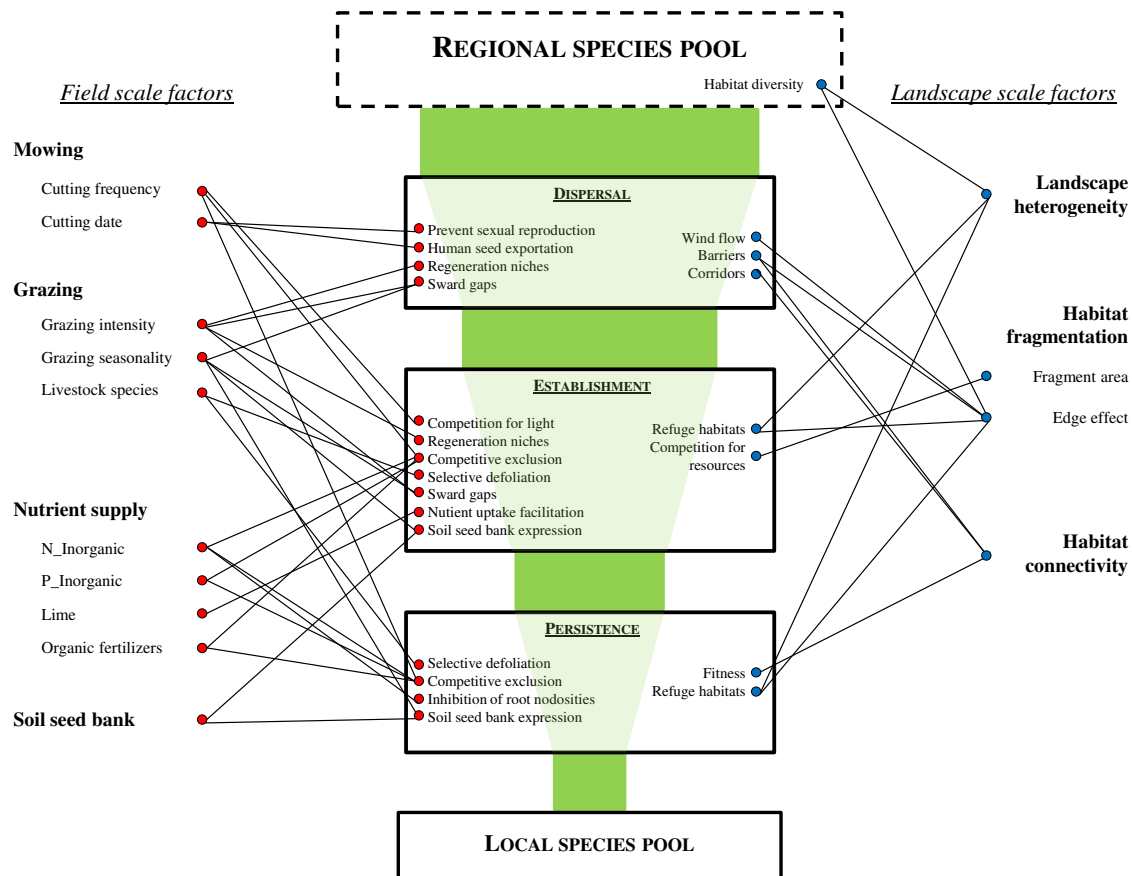 REGIONAL SPECIES POOL
Habitat diversity
Field scale factors
Landscape scale factors
Mowing
Cutting frequency
Cutting date
Grazing
Grazing intensity
Grazing seasonality
Livestock species
Nutrient supply
N_Inorganic
P_Inorganic
Lime
Organic fertilizers
Soil seed bank
DISPERSAL
Prevent sexual reproduction
Human seed exportation
Regeneration niches
Sward gaps
Wind flow
Barriers
Corridors
ESTABLISHMENT
Competition for light
Regeneration niches
Competitive exclusion
Selective defoliation
Sward gaps
Nutient uptake facilitation
Soil seed bank expression
Refuge habitats
Competition for
resources
PERSISTENCE
Selective defoliation
Competitive exclusion
Inhibition of root nodosities
Soil seed bank expression
Fitness
Refuge habitats
Landscape
heterogeneity
Habitat
fragmentation
Fragment area
Edge effect
Habitat
connectivity
LOCAL SPECIES POOL